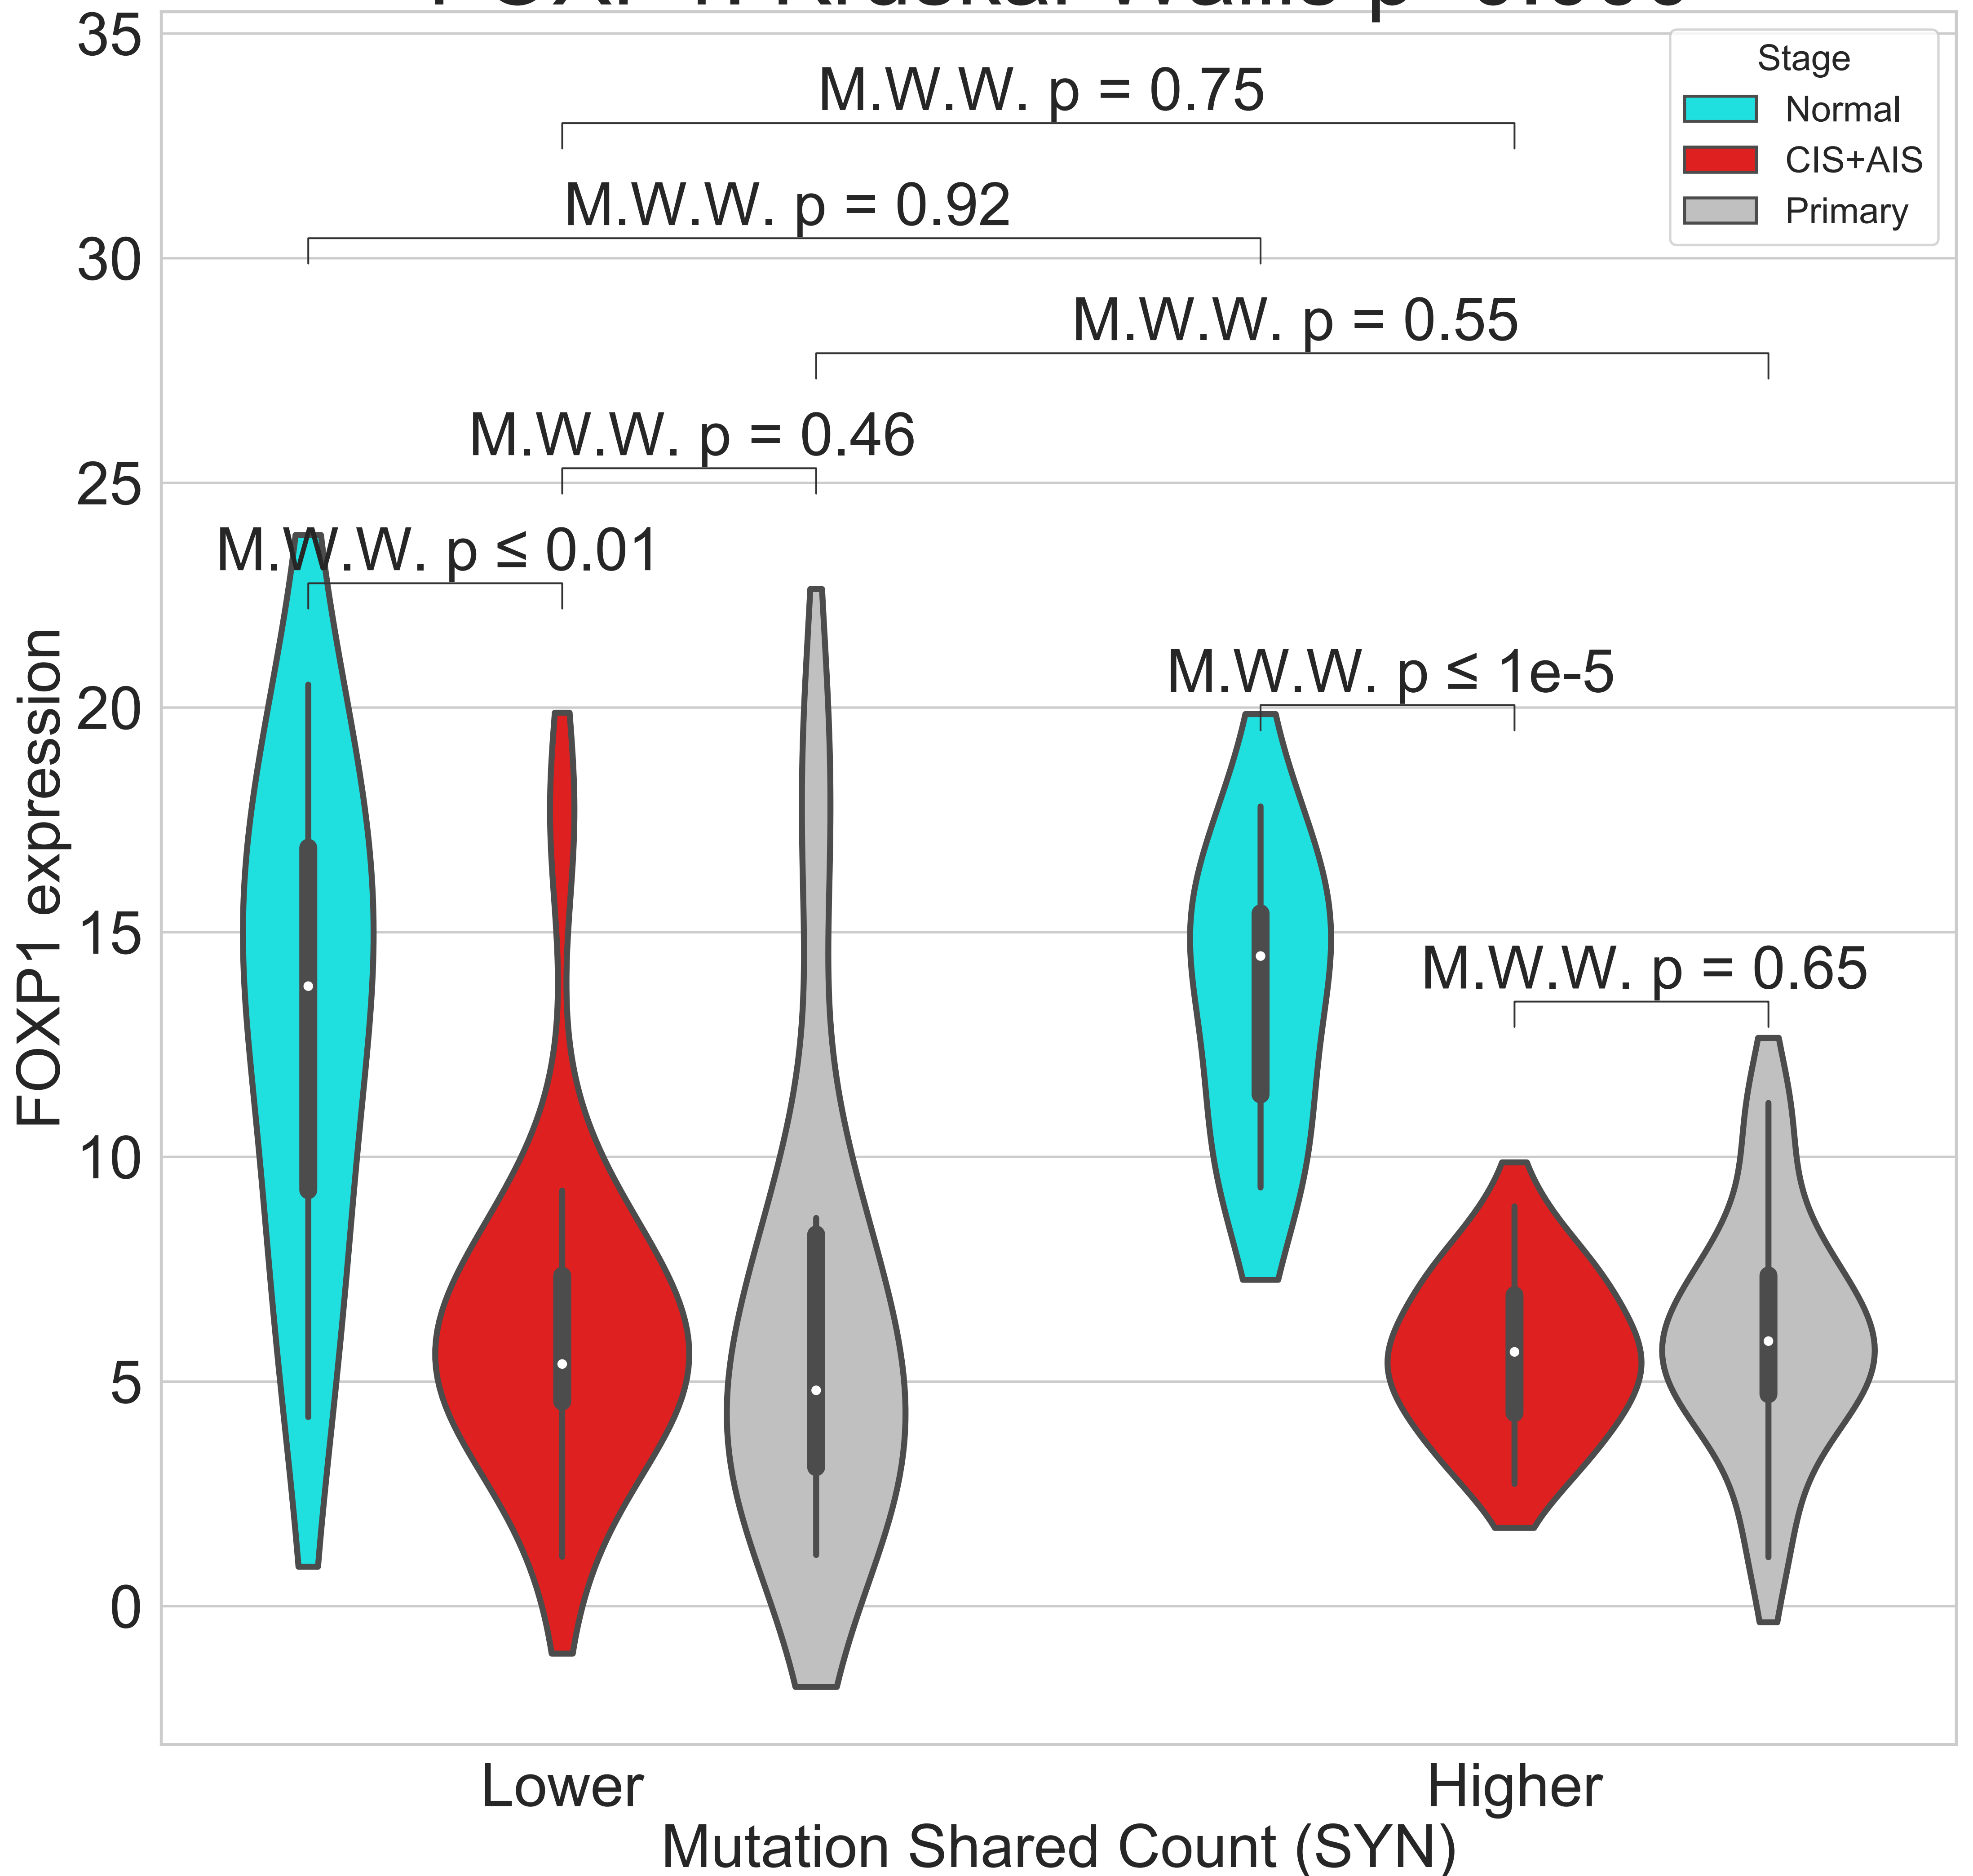 35
30
25
20
15
10
5
0
FOXP1 expression
M.W.W. p = 0.75
M.W.W. p = 0.92
M.W.W. p = 0.55
M.W.W. p = 0.46
M.W.W. p ≤ 0.01
M.W.W. p ≤ 1e-5
M.W.W. p = 0.65
Stage
Normal
CIS+AIS
Primary
Lower
Higher
Mutation Shared Count (SYN)